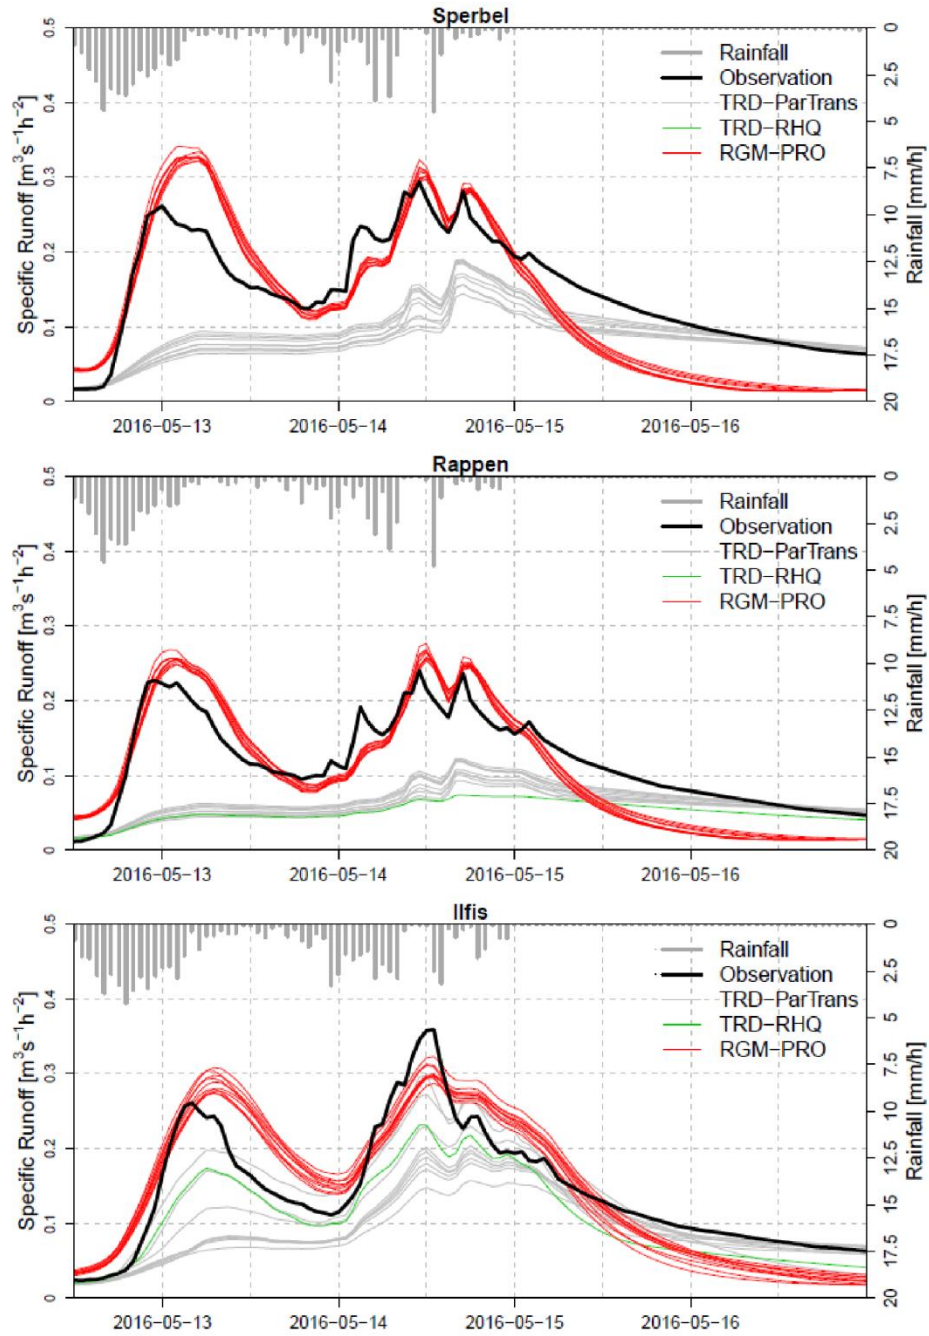 Sperbel
Specific Runoff [m³s⁻¹h⁻²]
0.5
0.4
0.3
0.2
0.1
0
Rainfall
Observation
TRD−ParTrans
TRD−RHQ
RGM−PRO
0
2.5
5
7.5
10
12.5
15
17.5
20
Rainfall [mm/h]
2016−05−13 2016−05−14 2016−05−15 2016−05−16
Rappen
Specific Runoff [m³s⁻¹h⁻²]
0.5
0.4
0.3
0.2
0.1
0
Rainfall
Observation
TRD−ParTrans
TRD−RHQ
RGM−PRO
0
2.5
5
7.5
10
12.5
15
17.5
20
Rainfall [mm/h]
2016−05−13 2016−05−14 2016−05−15 2016−05−16
Ilfis
Specific Runoff [m³s⁻¹h⁻²]
0.5
0.4
0.3
0.2
0.1
0
Rainfall
Observation
TRD−ParTrans
TRD−RHQ
RGM−PRO
0
2.5
5
7.5
10
12.5
15
17.5
20
Rainfall [mm/h]
2016−05−13 2016−05−14 2016−05−15 2016−05−16